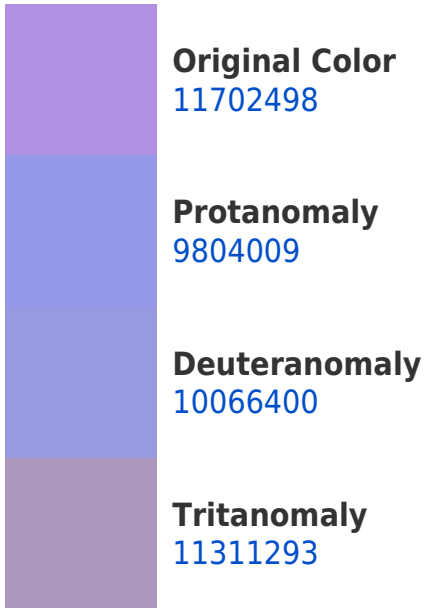 Original Color
11702498
Protanomaly
9804009
Deuteranomaly
10066400
Tritanomaly
11311293